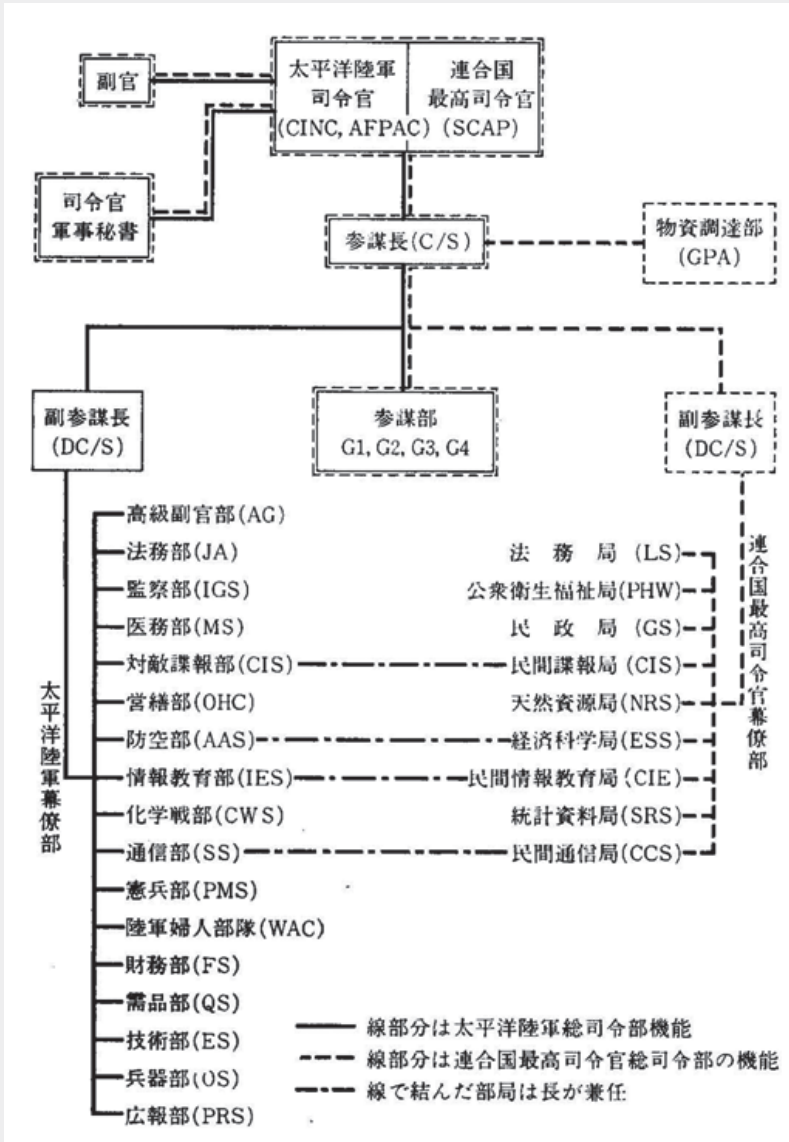 副官
太平洋陸軍
司令官
(CINC, AFPAC)
連合国
最高司令官
(SCAP)
司令官
軍事秘書
参謀長(C/S)
物資調達部
(GPA)
副参謀長
(DC/S)
参謀部
G1, G2, G3, G4
副参謀長
(DC/S)
太平洋陸軍幕僚部
高級副官部(AG)
法務部(JA)
監察部(IGS)
医務部(MS)
対敵諜報部(CIS)
営繕部(OHC)
防空部(AAS)
情報教育部(IES)
化学戦部(CWS)
通信部(SS)
憲兵部(PMS)
陸軍婦人部隊(WAC)
財務部(FS)
需品部(QS)
技術部(ES)
兵器部(OS)
広報部(PRS)
法務局(LS)
公衆衛生福祉局(PHW)
民政局(GS)
民間諜報局(CIS)
天然資源局(NRS)
経済科学局(ESS)
民間情報教育局(CIE)
統計資料局(SRS)
民間通信局(CCS)
連合国最高司令官幕僚部
線部分は太平洋陸軍総司令部機能
線部分は連合国最高司令官総司令部の機能
線で結んだ部局は長が兼任